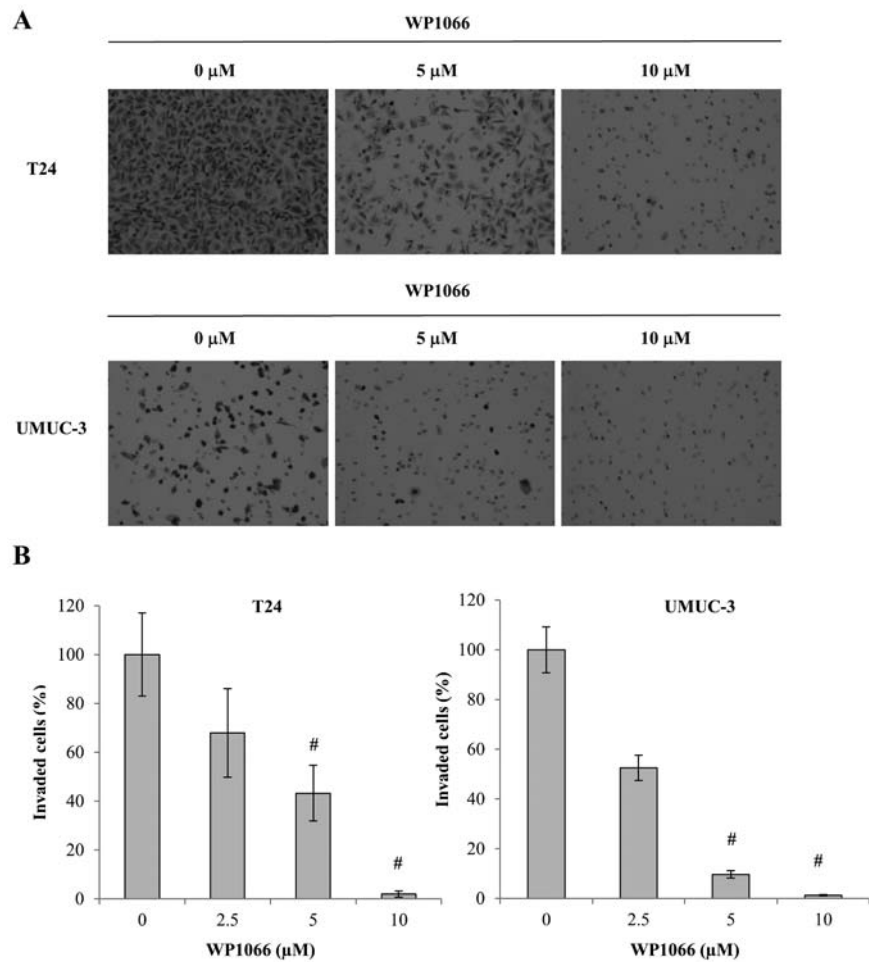 A
WP1066
0 µM 5 µM 10 µM
T24
WP1066
0 µM 5 µM 10 µM
UMUC-3
B
T24
Invaded cells (%)
120
100
80
60
40
20
0
#
#
0 2.5 5 10
WP1066 (µM)
UMUC-3
Invaded cells (%)
120
100
80
60
40
20
0
#
#
0 2.5 5 10
WP1066 (µM)